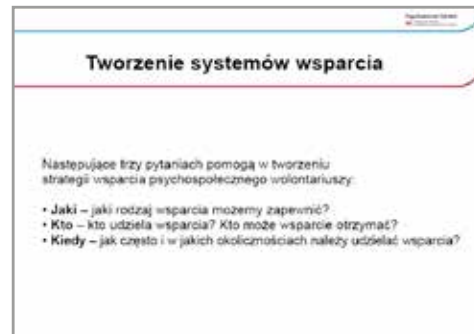 Tworzenie systemów wsparcia
Następujące trzy pytaniach pomogą w tworzeniu
strategii wsparcia psychospołecznego wolontariuszy:
• Jaki – jaki rodzaj wsparcia możemy zapewnić?
• Kto – kto udziela wsparcia? Kto może wsparcie otrzymać?
• Kiedy – jak często i w jakich okolicznościach należy udzielać wsparcia?